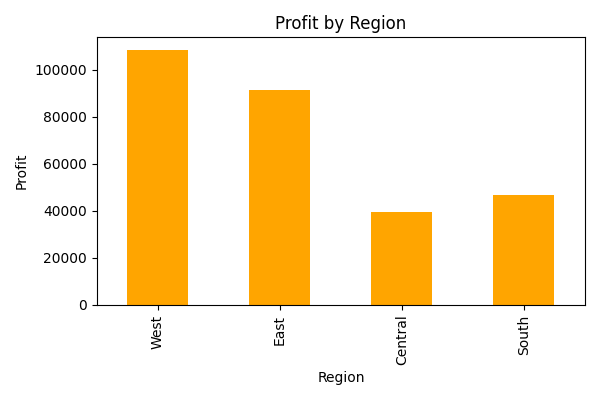 Profit by Region
Profit
100000
80000
60000
40000
20000
0
West
East
Central
South
Region